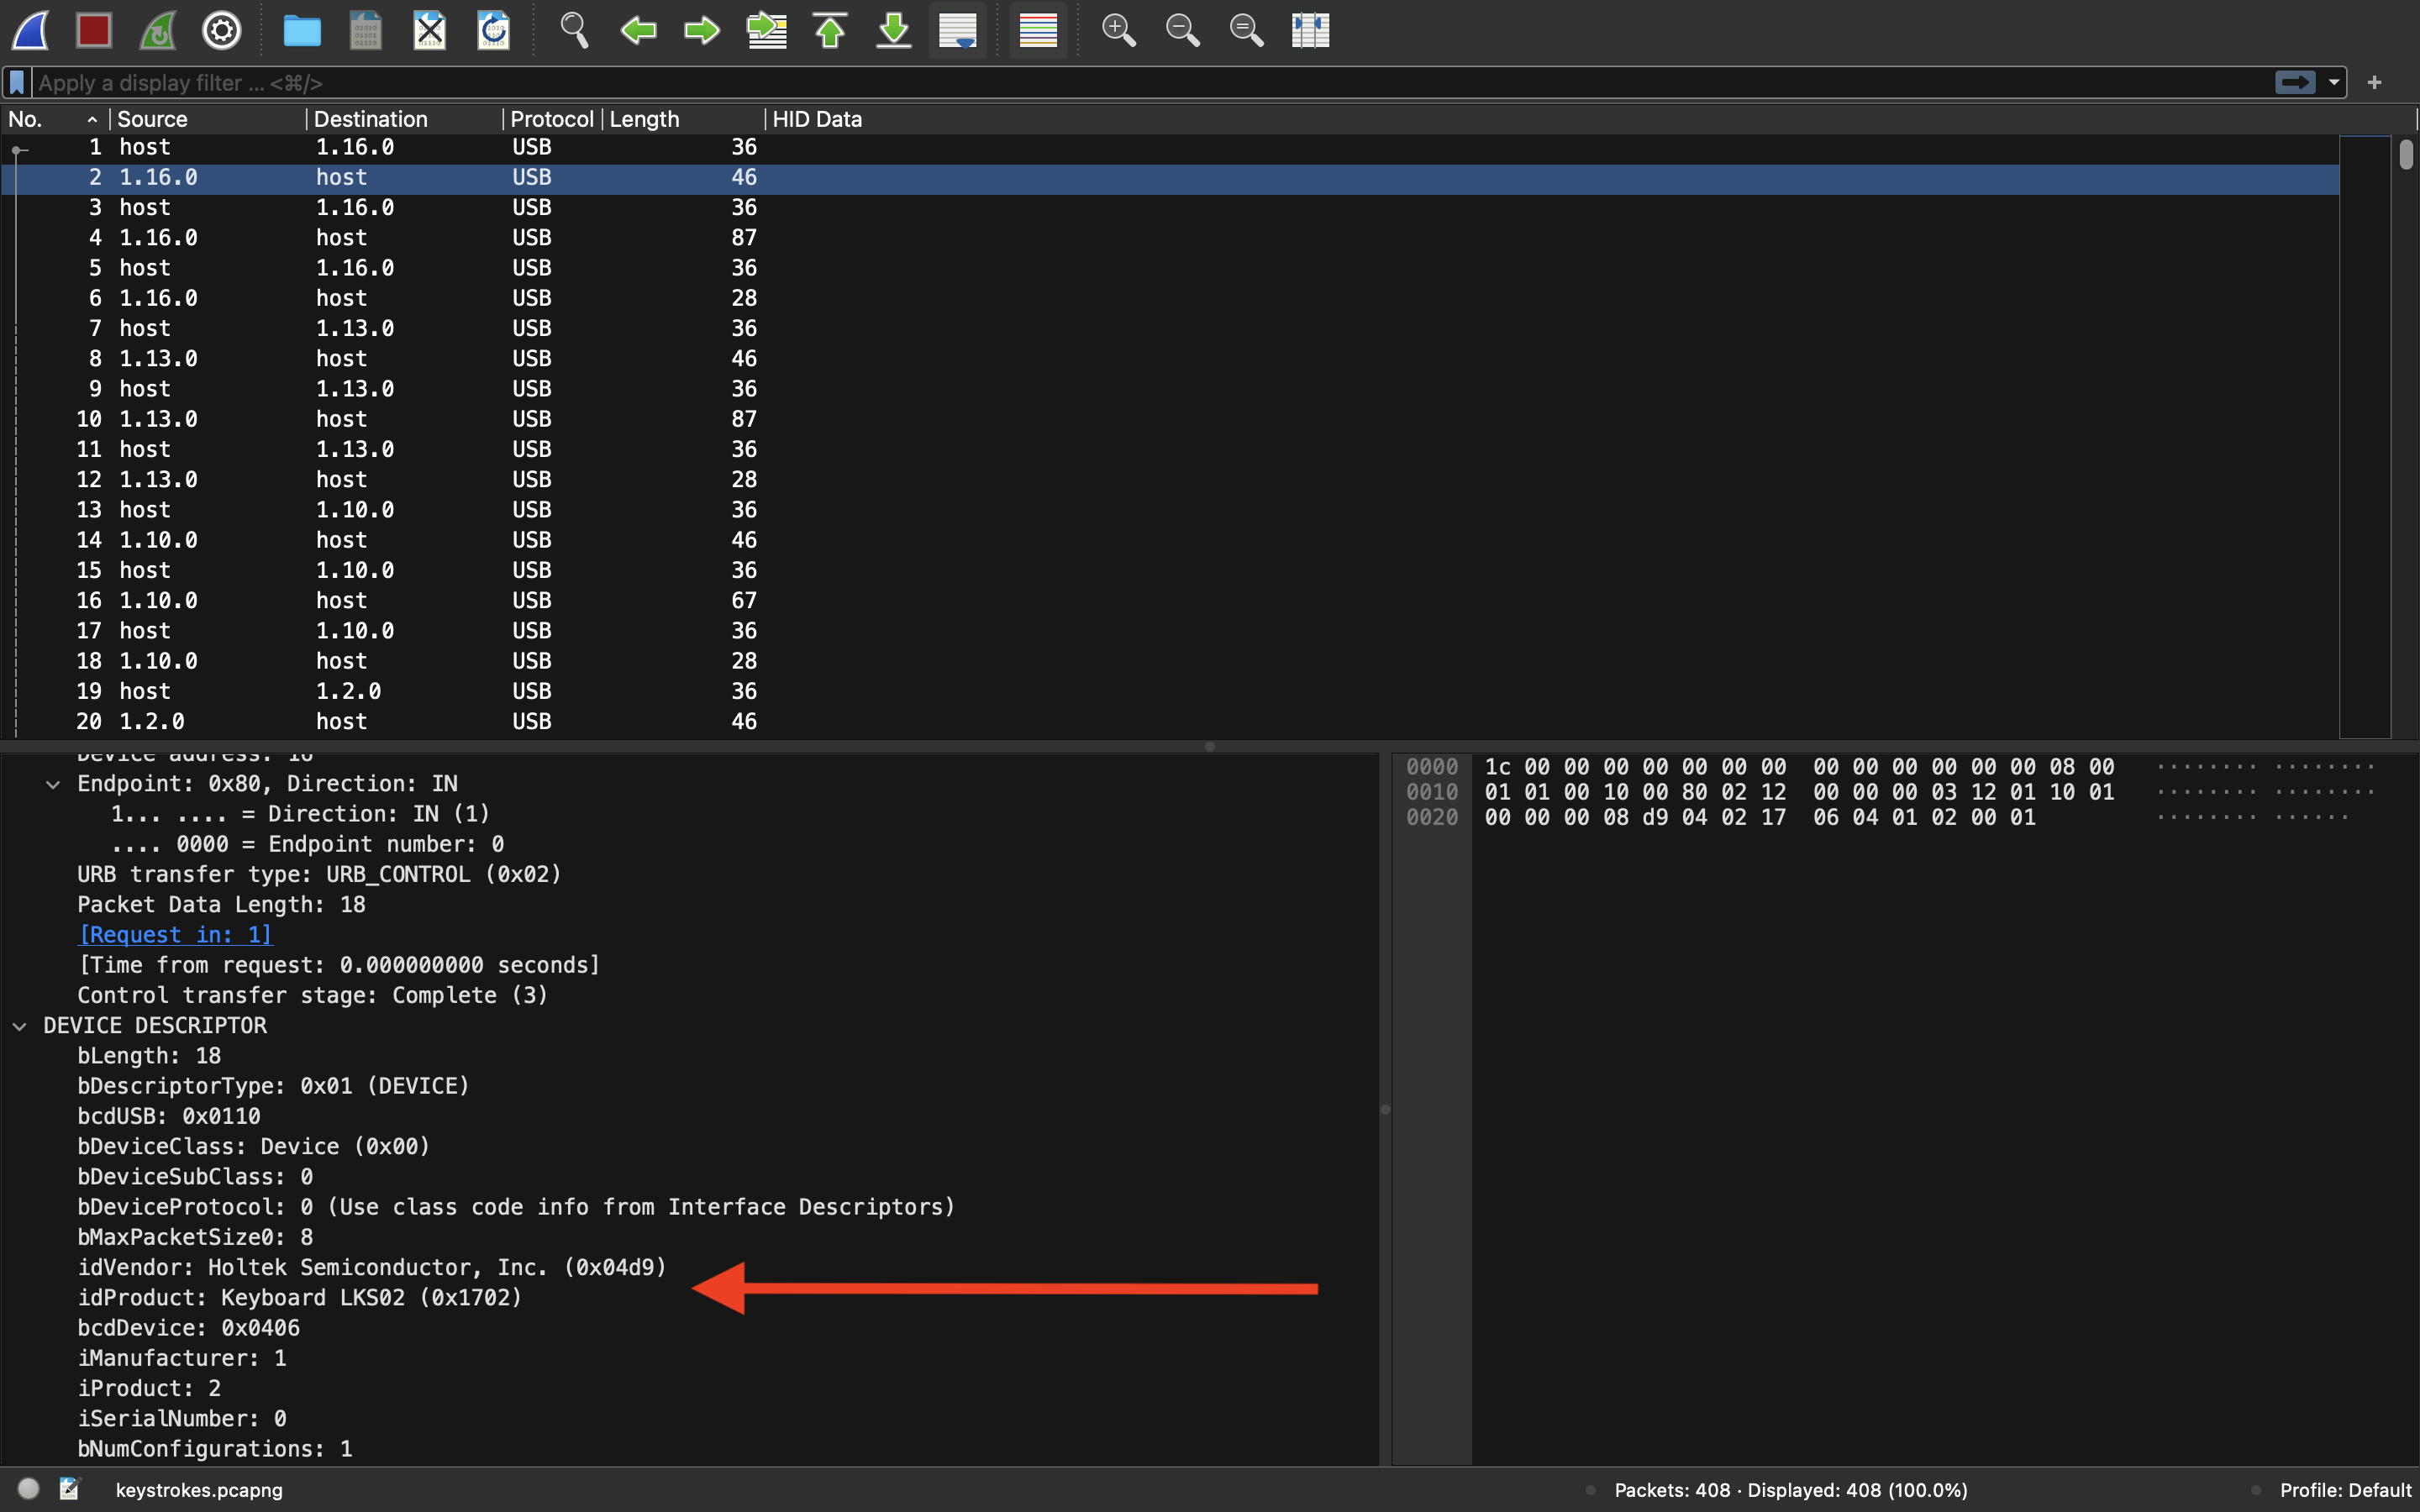 Apply a display filter ... <⌘/>
No. Source Destination Protocol Length HID Data
1 host 1.16.0 USB 36
2 1.16.0 host USB 46
3 host 1.16.0 USB 36
4 1.16.0 host USB 87
5 host 1.16.0 USB 36
6 1.16.0 host USB 28
7 host 1.13.0 USB 36
8 1.13.0 host USB 46
9 host 1.13.0 USB 36
10 1.13.0 host USB 87
11 host 1.13.0 USB 36
12 1.13.0 host USB 28
13 host 1.10.0 USB 36
14 1.10.0 host USB 46
15 host 1.10.0 USB 36
16 1.10.0 host USB 67
17 host 1.10.0 USB 36
18 1.10.0 host USB 28
19 host 1.2.0 USB 36
20 1.2.0 host USB 46
Device address: 16
Endpoint: 0x80, Direction: IN
1... .... = Direction: IN (1)
.... 0000 = Endpoint number: 0
URB transfer type: URB_CONTROL (0x02)
Packet Data Length: 18
[Request in: 1]
[Time from request: 0.000000000 seconds]
Control transfer stage: Complete (3)
DEVICE DESCRIPTOR
bLength: 18
bDescriptorType: 0x01 (DEVICE)
bcdUSB: 0x0110
bDeviceClass: Device (0x00)
bDeviceSubClass: 0
bDeviceProtocol: 0 (Use class code info from Interface Descriptors)
bMaxPacketSize0: 8
idVendor: Holtek Semiconductor, Inc. (0x04d9)
idProduct: Keyboard LKS02 (0x1702)
bcdDevice: 0x0406
iManufacturer: 1
iProduct: 2
iSerialNumber: 0
bNumConfigurations: 1
0000 1c 00 00 00 00 00 00 00 00 00 00 00 00 00 08 00 ········ ········
0010 01 01 00 10 00 80 02 12 00 00 00 03 12 01 10 01 ········ ········
0020 00 00 00 08 d9 04 02 17 06 04 01 02 00 01 ········ ······
keystrokes.pcapng
Packets: 408 · Displayed: 408 (100.0%)
Profile: Default